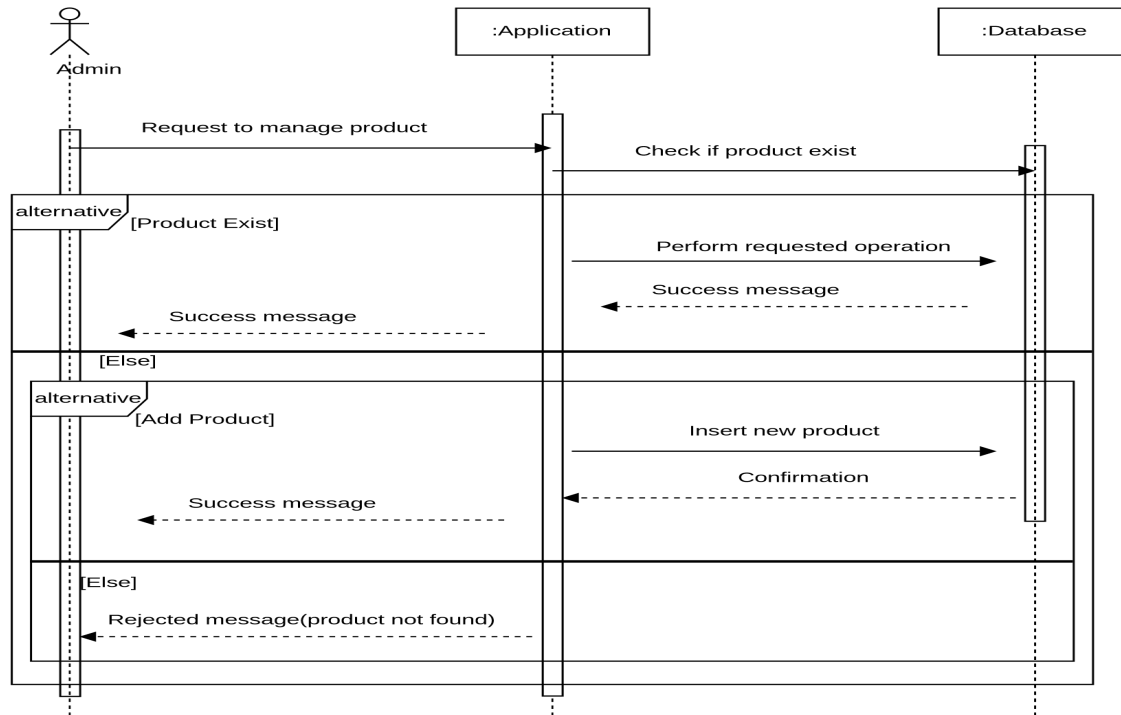 :Application
:Database
Admin
Request to manage product
Check if product exist
alternative
[Product Exist]
Perform requested operation
Success message
Success message
[Else]
alternative
[Add Product]
Insert new product
Confirmation
Success message
[Else]
Rejected message(product not found)